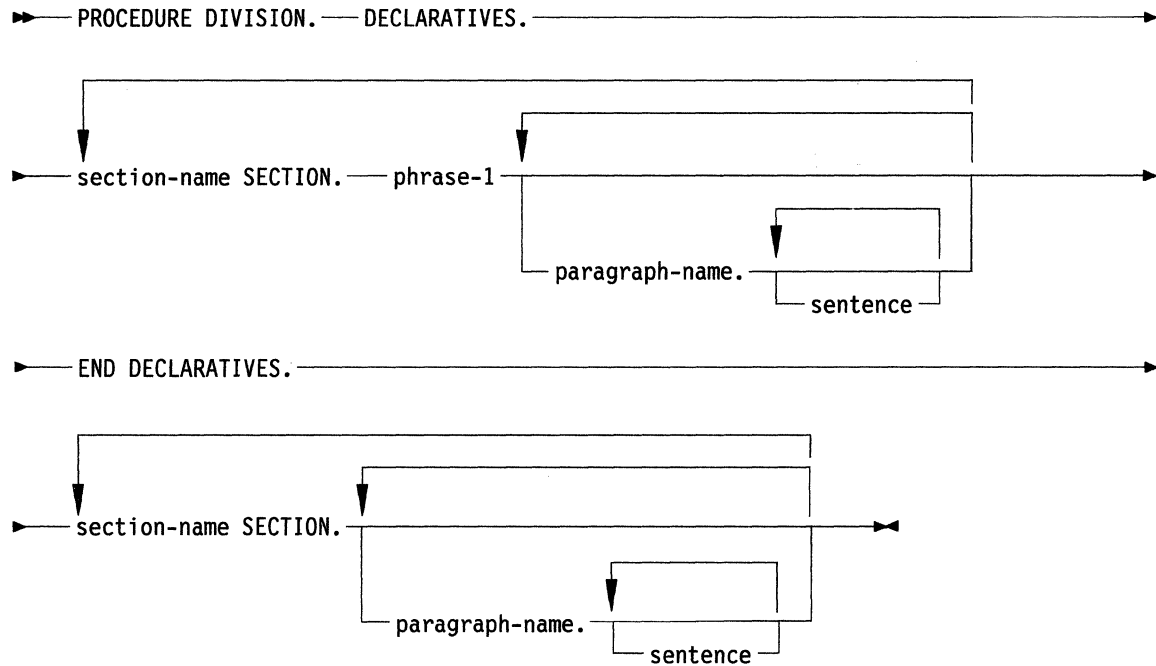 PROCEDURE DIVISION. DECLARATIVES.
section-name SECTION. phrase-1
paragraph-name.
sentence
END DECLARATIVES.
section-name SECTION.
paragraph-name.
sentence